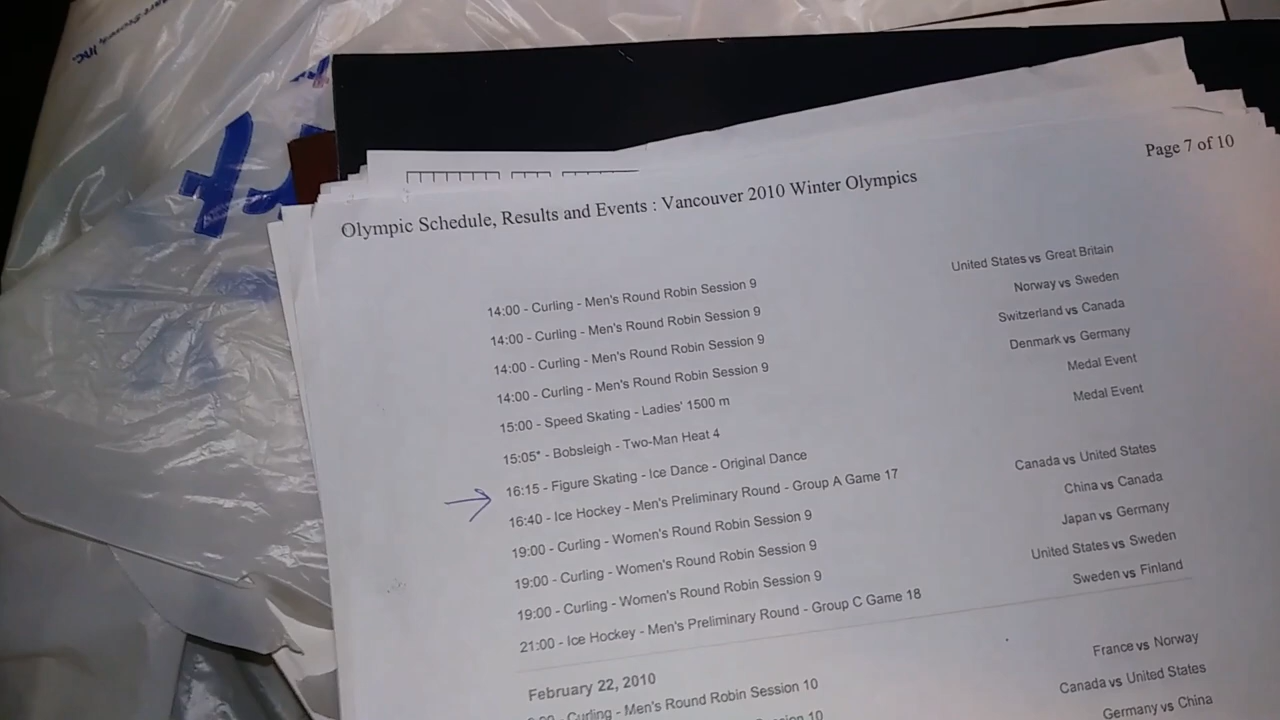 Stores, Inc.
Page 7 of 10
Olympic Schedule, Results and Events : Vancouver 2010 Winter Olympics
14:00 - Curling - Men's Round Robin Session 9 United States vs Great Britain
14:00 - Curling - Men's Round Robin Session 9 Norway vs Sweden
14:00 - Curling - Men's Round Robin Session 9 Switzerland vs Canada
14:00 - Curling - Men's Round Robin Session 9 Denmark vs Germany
15:00 - Speed Skating - Ladies' 1500 m Medal Event
15:05* - Bobsleigh - Two-Man Heat 4 Medal Event
16:15 - Figure Skating - Ice Dance - Original Dance
16:40 - Ice Hockey - Men's Preliminary Round - Group A Game 17 Canada vs United States
19:00 - Curling - Women's Round Robin Session 9 China vs Canada
19:00 - Curling - Women's Round Robin Session 9 Japan vs Germany
19:00 - Curling - Women's Round Robin Session 9 United States vs Sweden
21:00 - Ice Hockey - Men's Preliminary Round - Group C Game 18 Sweden vs Finland
February 22, 2010
Curling - Men's Round Robin Session 10 France vs Norway
10 Canada vs United States
Germany vs China